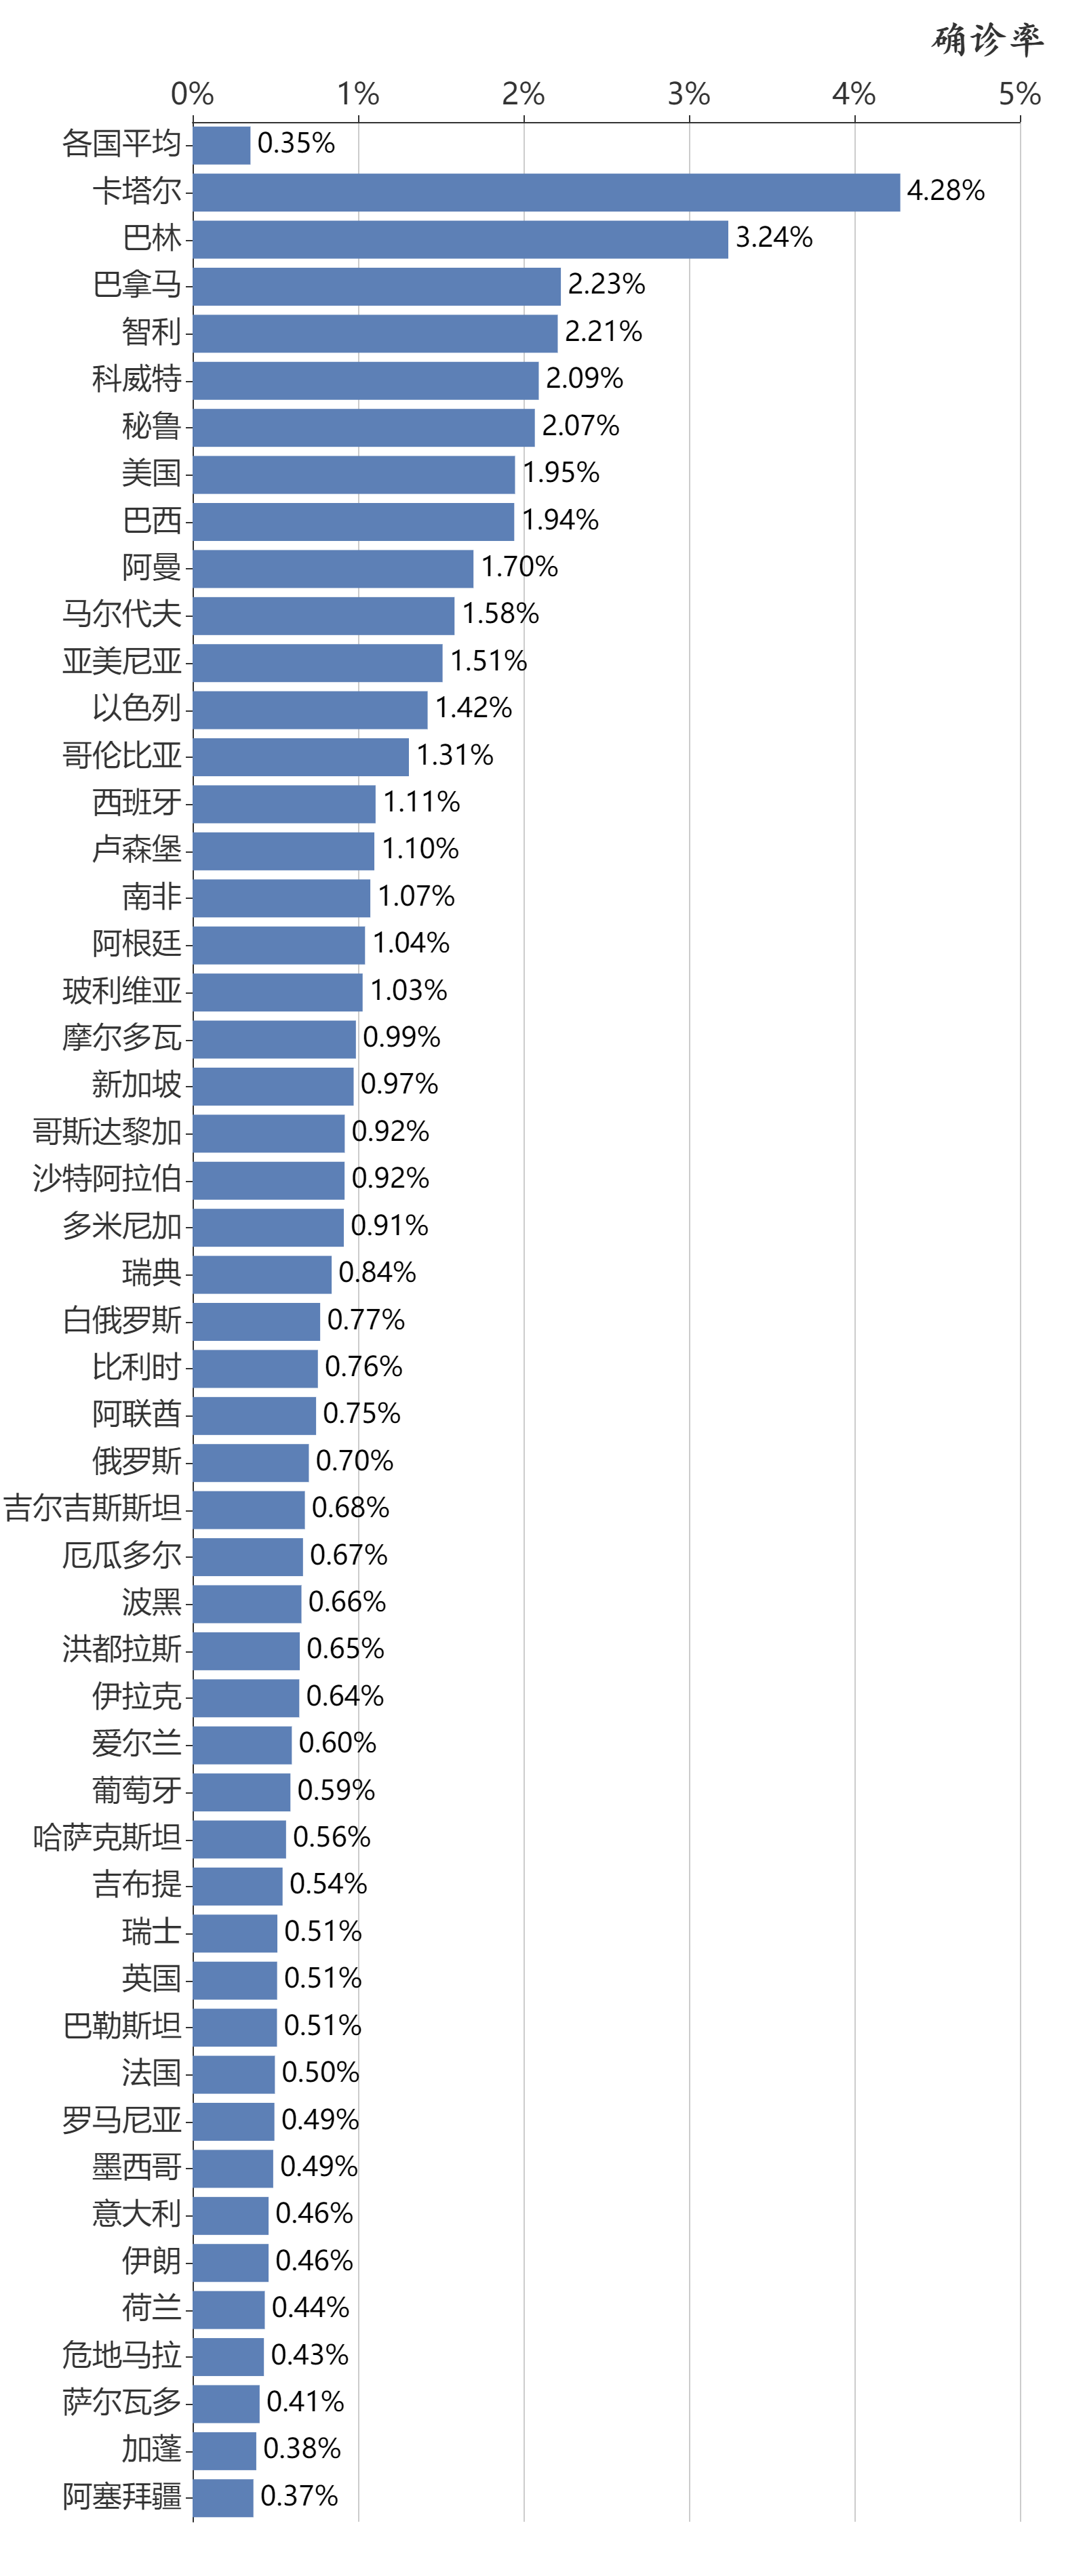 确诊率
0% 1% 2% 3% 4% 5%
各国平均 0.35%
卡塔尔 4.28%
巴林 3.24%
巴拿马 2.23%
智利 2.21%
科威特 2.09%
秘鲁 2.07%
美国 1.95%
巴西 1.94%
阿曼 1.70%
马尔代夫 1.58%
亚美尼亚 1.51%
以色列 1.42%
哥伦比亚 1.31%
西班牙 1.11%
卢森堡 1.10%
南非 1.07%
阿根廷 1.04%
玻利维亚 1.03%
摩尔多瓦 0.99%
新加坡 0.97%
哥斯达黎加 0.92%
沙特阿拉伯 0.92%
多米尼加 0.91%
瑞典 0.84%
白俄罗斯 0.77%
比利时 0.76%
阿联酋 0.75%
俄罗斯 0.70%
吉尔吉斯斯坦 0.68%
厄瓜多尔 0.67%
波黑 0.66%
洪都拉斯 0.65%
伊拉克 0.64%
爱尔兰 0.60%
葡萄牙 0.59%
哈萨克斯坦 0.56%
吉布提 0.54%
瑞士 0.51%
英国 0.51%
巴勒斯坦 0.51%
法国 0.50%
罗马尼亚 0.49%
墨西哥 0.49%
意大利 0.46%
伊朗 0.46%
荷兰 0.44%
危地马拉 0.43%
萨尔瓦多 0.41%
加蓬 0.38%
阿塞拜疆 0.37%